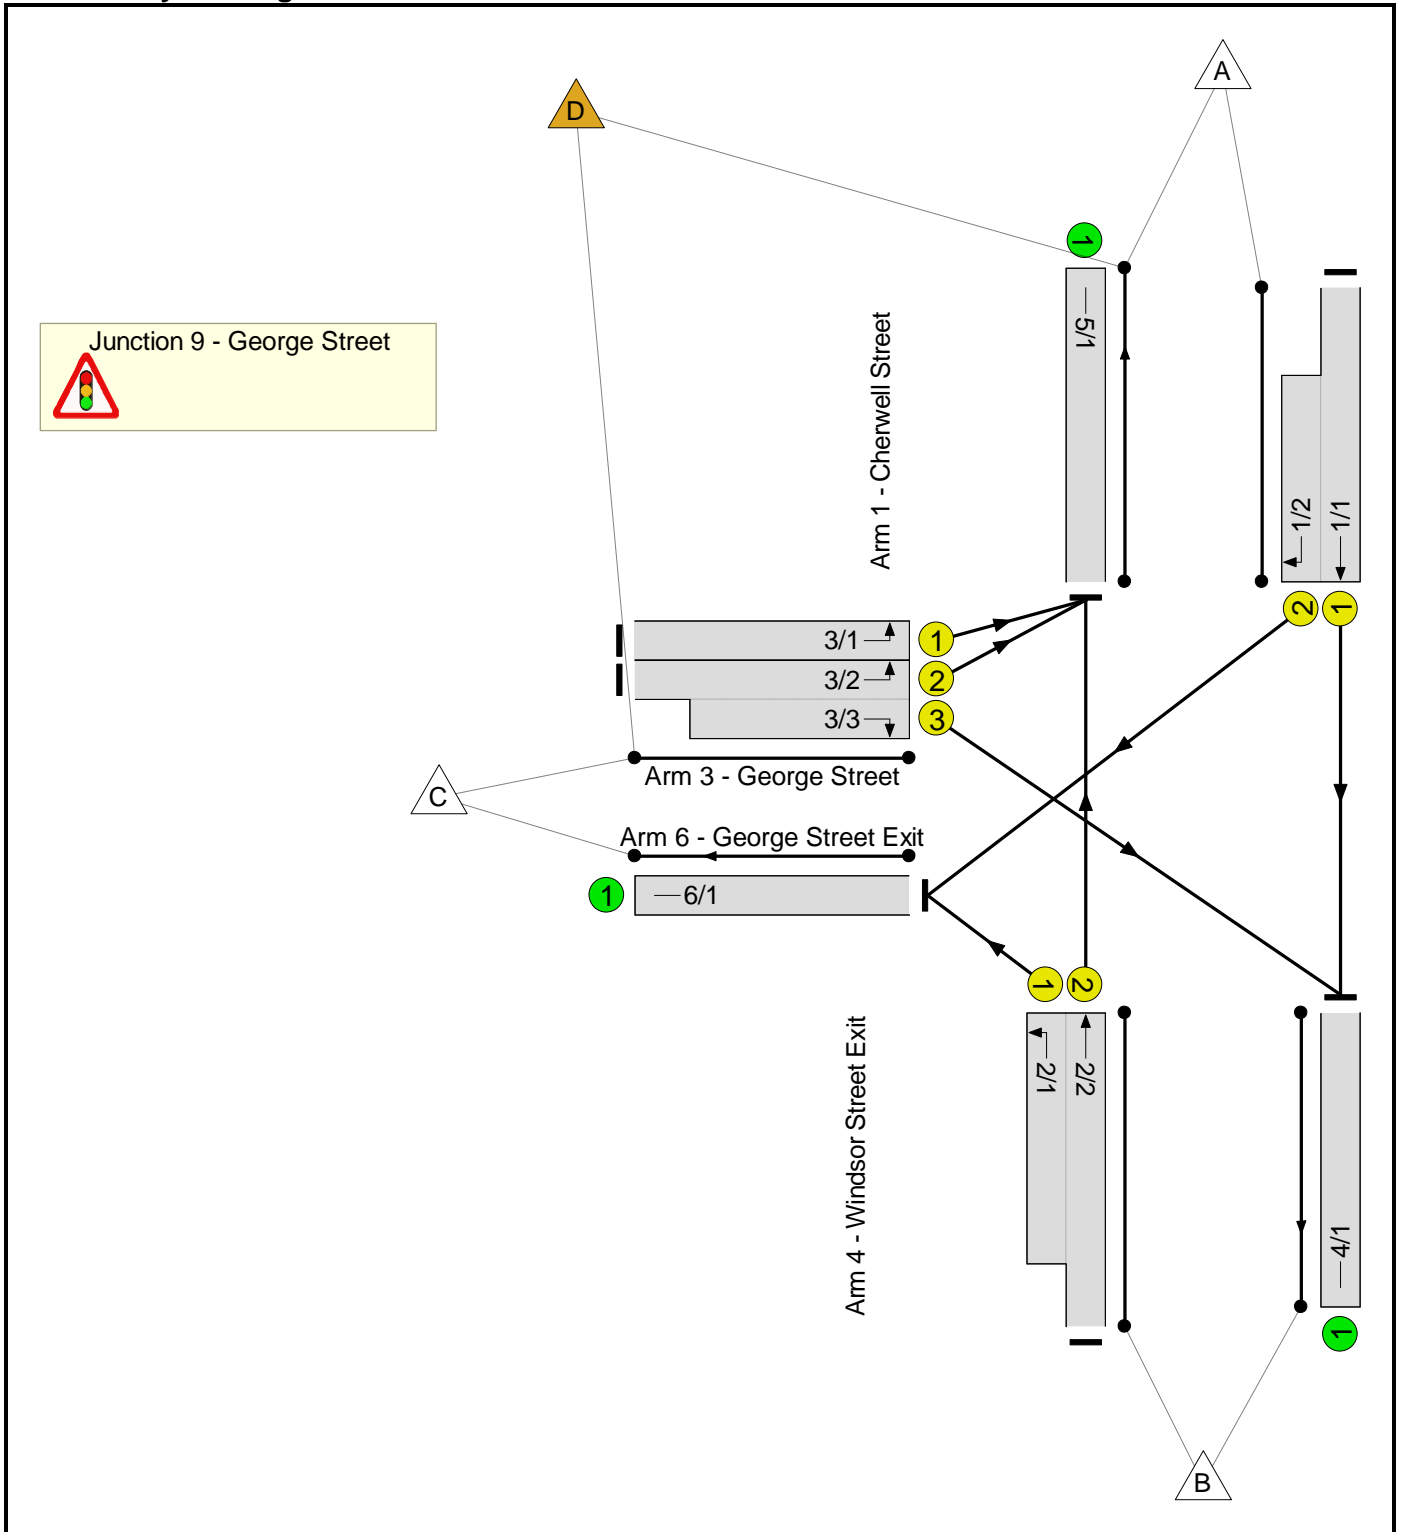 A
D
1
Junction 9 - George Street
5/1
Arm 1 - Cherwell Street
1/2
1/1
2
1
3/1
1
3/2
2
3/3
3
Arm 3 - George Street
C
Arm 6 - George Street Exit
1
6/1
1
2
Arm 4 - Windsor Street Exit
2/1
2/2
4/1
1
B